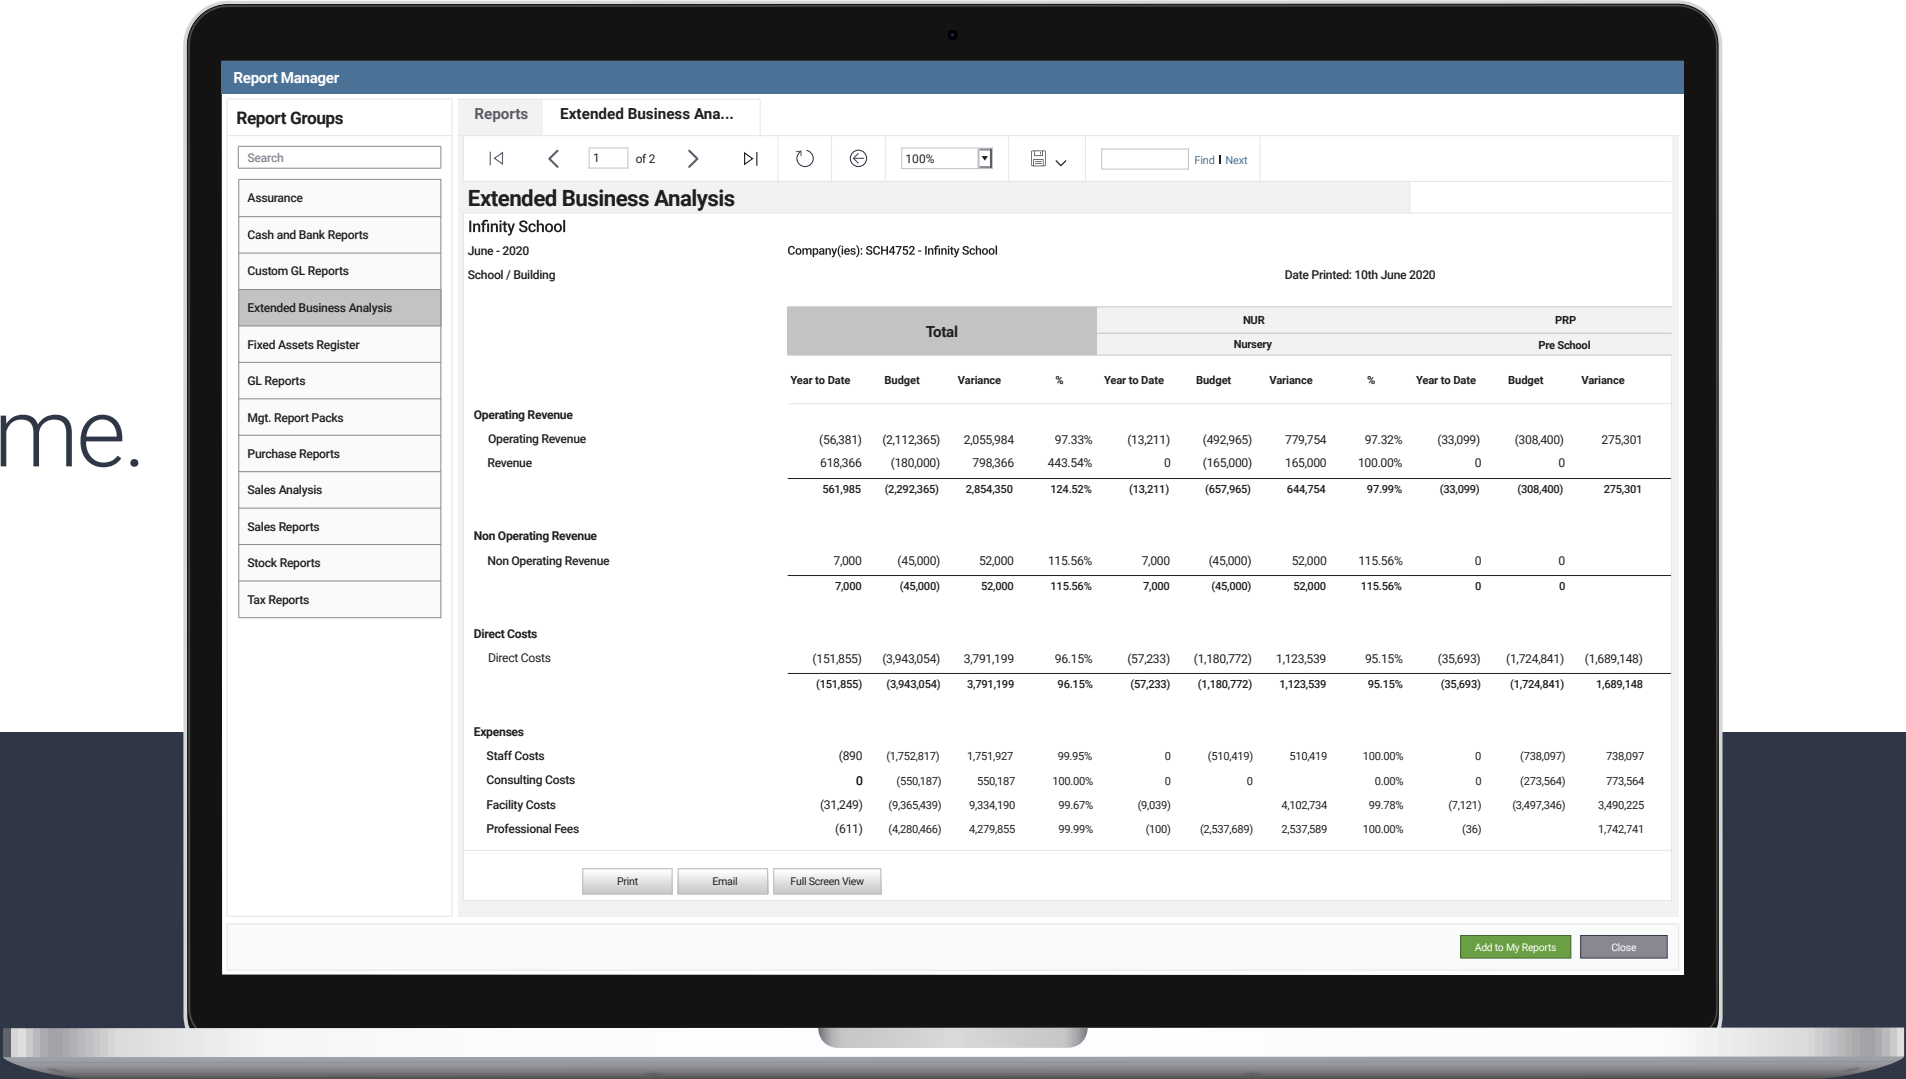 me.
Report Manager
Report Groups
Search
Assurance
Cash and Bank Reports
Custom GL Reports
Extended Business Analysis
Fixed Assets Register
GL Reports
Mgt. Report Packs
Purchase Reports
Sales Analysis
Sales Reports
Stock Reports
Tax Reports
Reports Extended Business Ana...
1 of 2 100% Find Next
Extended Business Analysis
Infinity School
June - 2020 Company(ies): SCH4752 - Infinity School
School / Building Date Printed: 10th June 2020
Total NUR PRP
Nursery Pre School
Year to Date Budget Variance % Year to Date Budget Variance % Year to Date Budget Variance
Operating Revenue
Operating Revenue (56,381) (2,112,365) 2,055,984 97.33% (13,211) (492,965) 779,754 97.32% (33,099) (308,400) 275,301
Revenue 618,366 (180,000) 798,366 443.54% 0 (165,000) 165,000 100.00% 0 0
561,985 (2,292,365) 2,854,350 124.52% (13,211) (657,965) 644,754 97.99% (33,099) (308,400) 275,301
Non Operating Revenue
Non Operating Revenue 7,000 (45,000) 52,000 115.56% 7,000 (45,000) 52,000 115.56% 0 0
7,000 (45,000) 52,000 115.56% 7,000 (45,000) 52,000 115.56% 0 0
Direct Costs
Direct Costs (151,855) (3,943,054) 3,791,199 96.15% (57,233) (1,180,772) 1,123,539 95.15% (35,693) (1,724,841) (1,689,148)
(151,855) (3,943,054) 3,791,199 96.15% (57,233) (1,180,772) 1,123,539 95.15% (35,693) (1,724,841) 1,689,148
Expenses
Staff Costs (890 (1,752,817) 1,751,927 99.95% 0 (510,419) 510,419 100.00% 0 (738,097) 738,097
Consulting Costs 0 (550,187) 550,187 100.00% 0 0 0.00% 0 (273,564) 773,564
Facility Costs (31,249) (9,365,439) 9,334,190 99.67% (9,039) 4,102,734 99.78% (7,121) (3,497,346) 3,490,225
Professional Fees (611) (4,280,466) 4,279,855 99.99% (100) (2,537,689) 2,537,589 100.00% (36) 1,742,741
Print Email Full Screen View
Add to My Reports Close